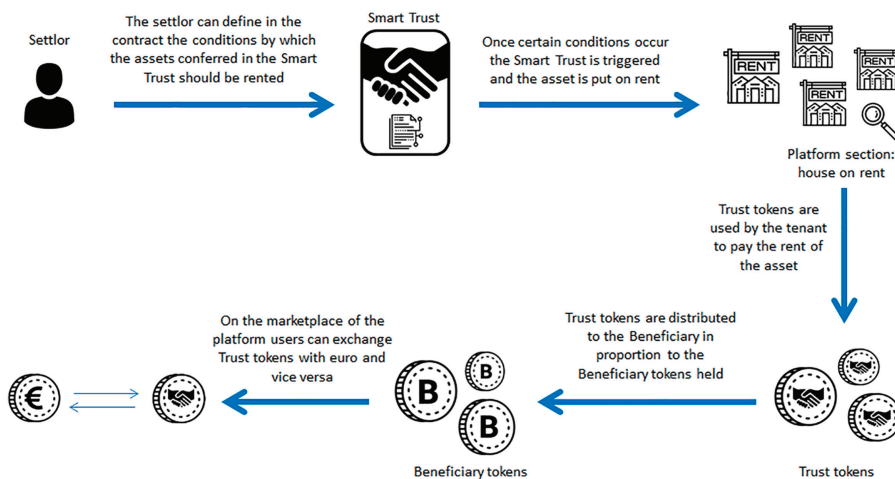 Settlor
The settlor can define in the
contract the conditions by which
the assets conferred in the Smart
Trust should be rented
Smart Trust
Once certain conditions occur
the Smart Trust is triggered
and the asset is put on rent
RENT
RENT
RENT
RENT
Platform section:
house on rent
Trust tokens are
used by the tenant
to pay the rent of
the asset
Trust tokens are distributed
to the Beneficiary in
proportion to the
Beneficiary tokens held
On the marketplace of the
platform users can exchange
Trust tokens with euro and
vice versa
€
B
B
B
Beneficiary tokens
Trust tokens